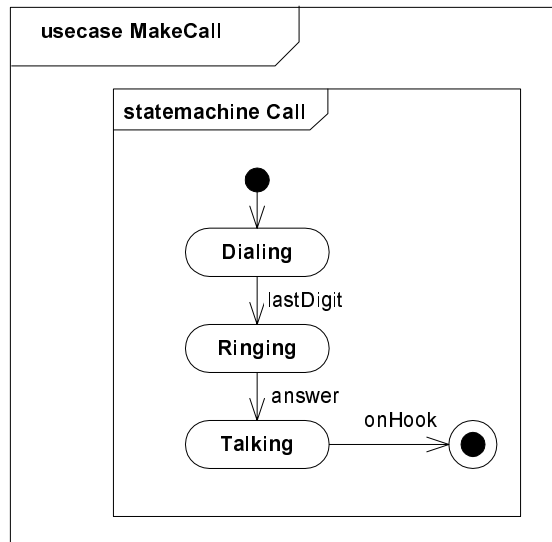 usecase MakeCall
statemachine Call
Dialing
lastDigit
Ringing
answer
onHook
Talking